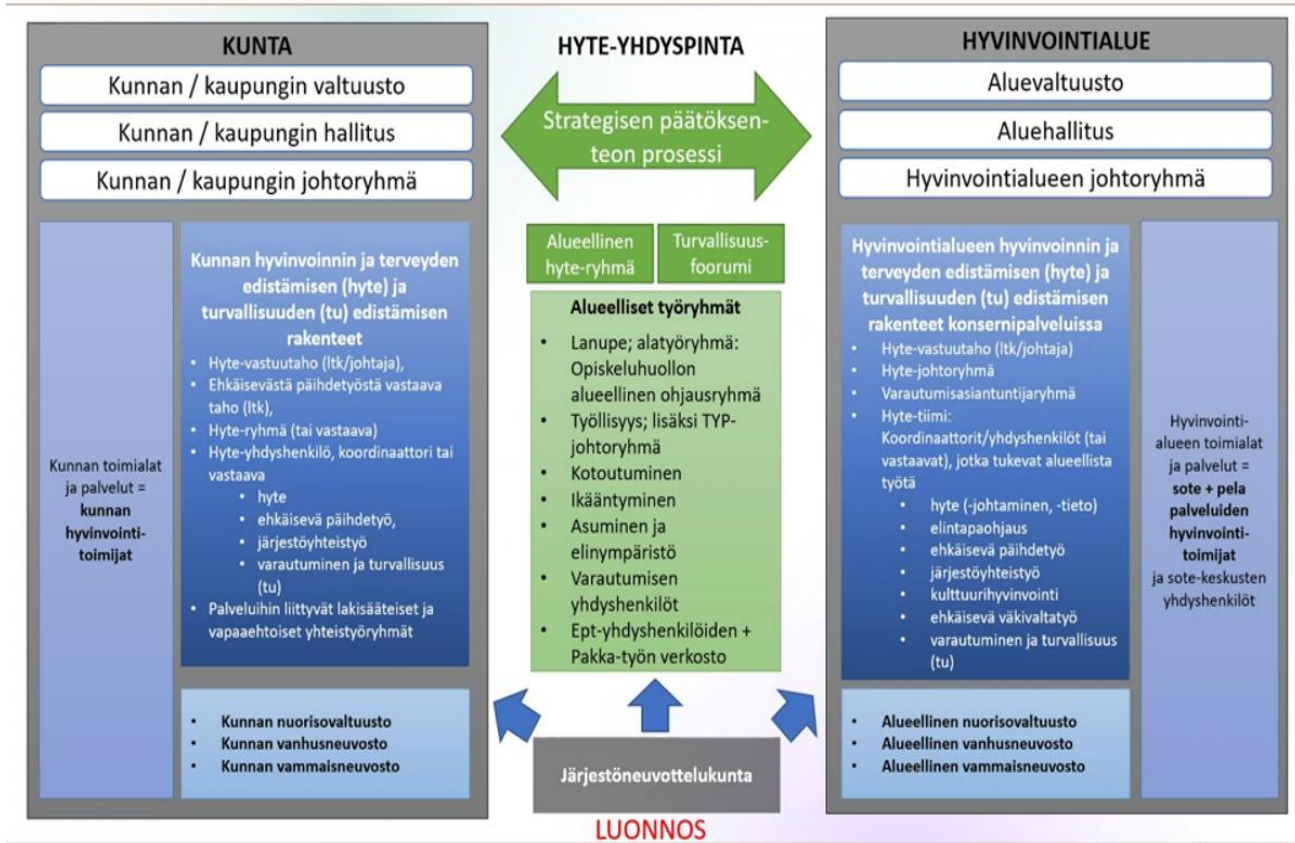 KUNTA
Kunnan / kaupungin valtuusto
Kunnan / kaupungin hallitus
Kunnan / kaupungin johtoryhmä
Kunnan toimialat
ja palvelut =
kunnan
hyvinvointi-
toimijat
Kunnan hyvinvoinnin ja terveyden
edistämisen (hyte) ja
turvallisuuden (tu) edistämisen
rakenteet
• Hyte-vastuutaho (ltk/johtaja),
• Ehkäisevästä päihdetyöstä vastaava
taho (ltk),
• Hyte-ryhmä (tai vastaava)
• Hyte-yhdyshenkilö, koordinaattori tai
vastaava
• hyte
• ehkäisevä päihdetyö,
• järjestöyhteistyö
• varautuminen ja turvallisuus
(tu)
• Palveluihin liittyvät lakisääteiset ja
vapaaehtoiset yhteistyöryhmät
• Kunnan nuorisovaltuusto
• Kunnan vanhusneuvosto
• Kunnan vammaisneuvosto
HYTE-YHDYSPINTA
Strategisen päätöksen-
teon prosessi
Alueellinen
hyte-ryhmä
Turvallisuus-
foorumi
Alueelliset työryhmät
• Lanupe; alatyöryhmä:
Opiskeluhuollon
alueellinen ohjausryhmä
• Työllisyys; lisäksi TYP-
johtoryhmä
• Kotoutuminen
• Ikääntyminen
• Asuminen ja
elinympäristö
• Varautumisen
yhdyshenkilöt
• Ept-yhdyshenkilöiden +
Pakka-työn verkosto
Järjestöneuvottelukunta
LUONNOS
HYVINVOINTIALUE
Aluevaltuusto
Aluehallitus
Hyvinvointialueen johtoryhmä
Hyvinvointialueen hyvinvoinnin ja
terveyden edistämisen (hyte) ja
turvallisuuden (tu) edistämisen
rakenteet konsernipalveluissa
• Hyte-vastuutaho (ltk/johtaja)
• Hyte-johtoryhmä
• Varautumisasiantuntijaryhmä
• Hyte-tiimi:
Koordinaattorit/yhdyshenkilöt (tai
vastaavat), jotka tukevat alueellista
työtä
• hyte (-johtaminen, -tieto)
• elintapaohjaus
• ehkäisevä päihdetyö
• järjestöyhteistyö
• kulttuurihyvinvointi
• ehkäisevä väkivaltatyö
• varautuminen ja turvallisuus
(tu)
• Alueellinen nuorisovaltuusto
• Alueellinen vanhusneuvosto
• Alueellinen vammaisneuvosto
Hyvinvointi-
alueen toimialat
ja palvelut =
sote + pela
palveluiden
hyvinvointi-
toimijat
ja sote-keskusten
yhdyshenkilöt